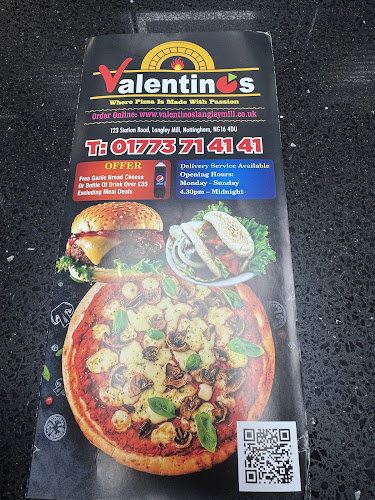 Valentinos
Where Pizza Is Made With Passion
Order Online: www.valentinoslangleymill.co.uk
123 Station Road, Langley Mill, Nottingham, NG16 4DU
T: 01773 71 41 41
OFFER
Free Garlic Bread Cheese
Or Bottle Of Drink Over £35
Excluding Meal Deals
Delivery Service Available
Opening Hours:
Monday - Sunday
4.30pm – Midnight